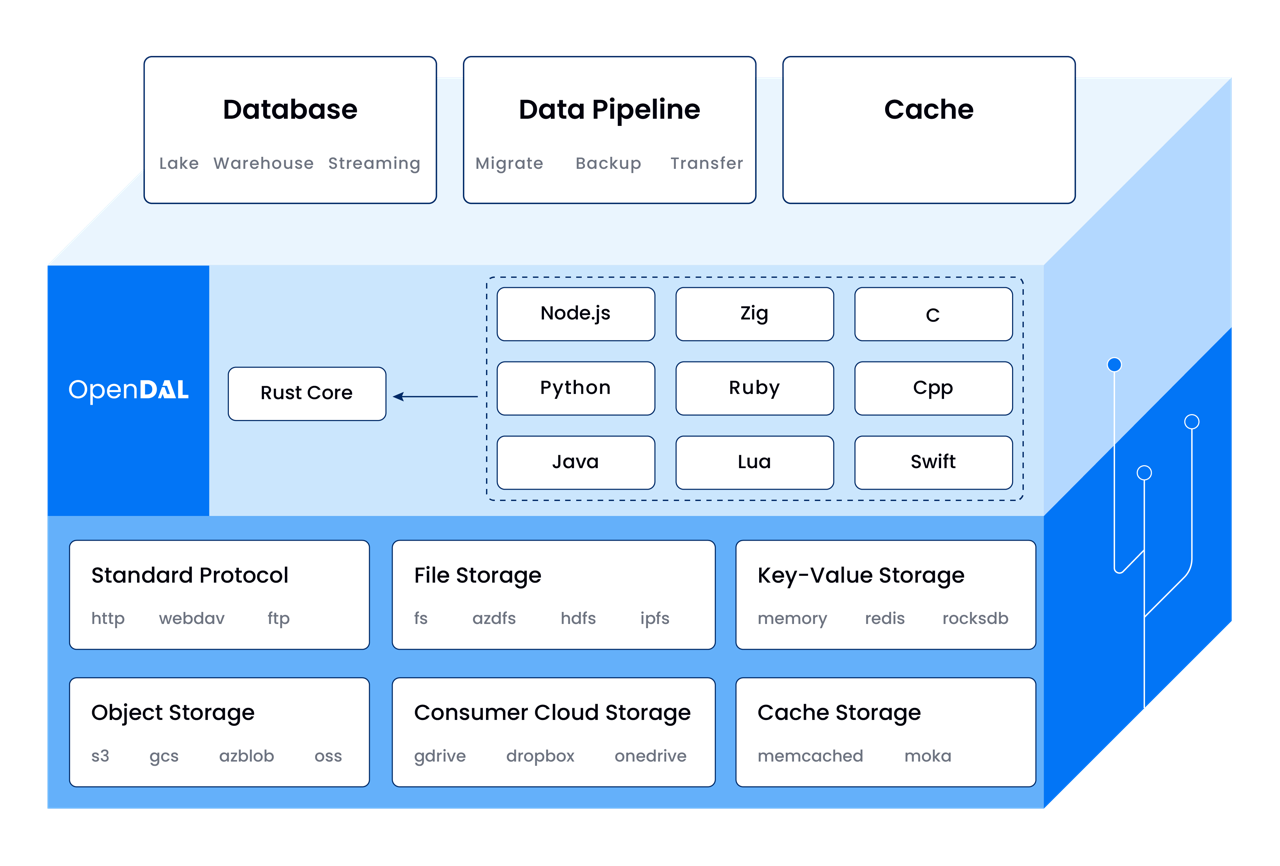 Database
Lake Warehouse Streaming
Data Pipeline
Migrate Backup Transfer
Cache
OpenDAL
Rust Core
Node.js
Zig
C
Python
Ruby
Cpp
Java
Lua
Swift
Standard Protocol
http webdav ftp
File Storage
fs azdfs hdfs ipfs
Key-Value Storage
memory redis rocksdb
Object Storage
s3 gcs azblob oss
Consumer Cloud Storage
gdrive dropbox onedrive
Cache Storage
memcached moka